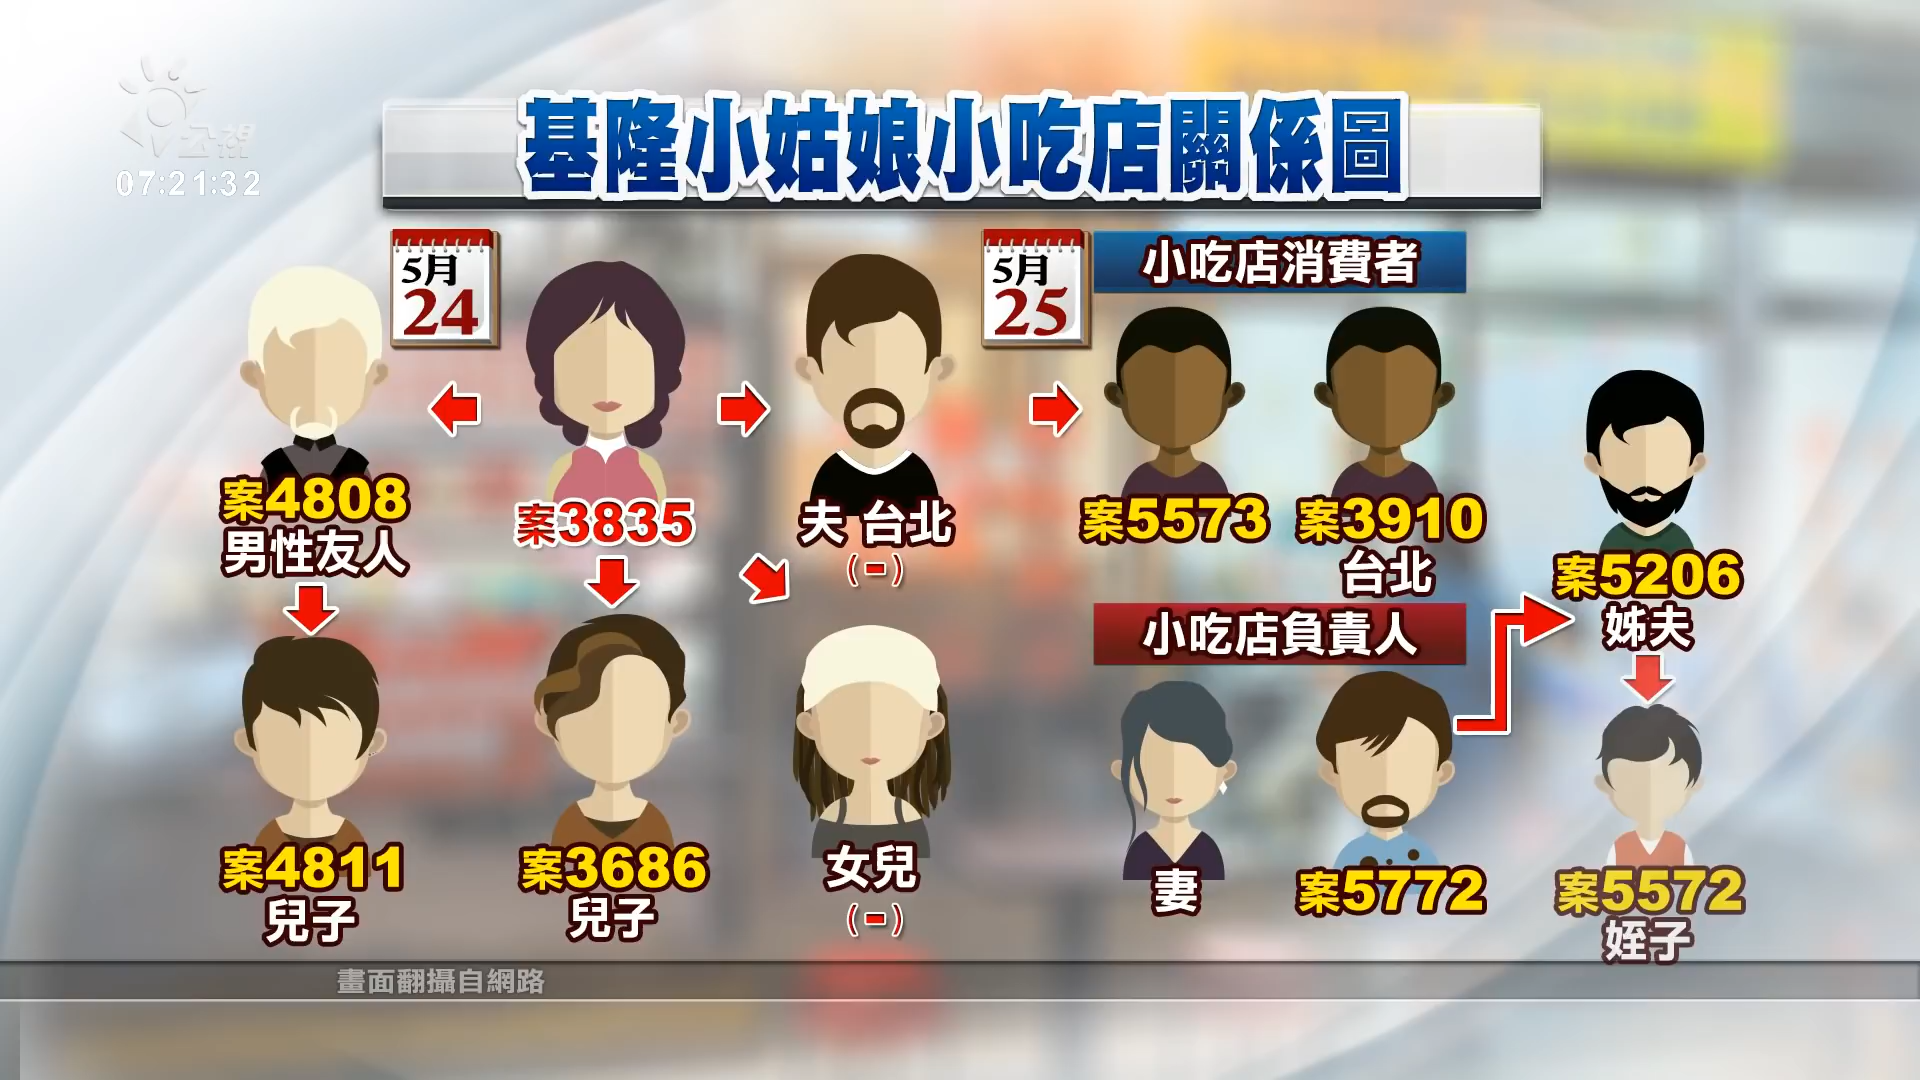 公視
07:21:32
基隆小姑娘小吃店關係圖
5月
24
5月
25
小吃店消費者
案4808
男性友人
案3835
夫 台北
(-)
案5573
案3910
台北
案5206
姊夫
小吃店負責人
案4811
兒子
案3686
兒子
女兒
(-)
妻
案5772
案5572
姪子
畫面翻攝自網路